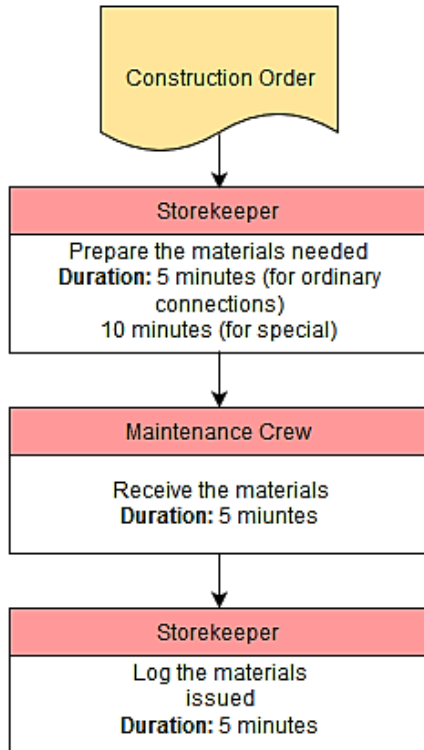 Construction Order
Storekeeper
Prepare the materials needed
Duration: 5 minutes (for ordinary
connections)
10 minutes (for special)
Maintenance Crew
Receive the materials
Duration: 5 miuntes
Storekeeper
Log the materials
issued
Duration: 5 minutes